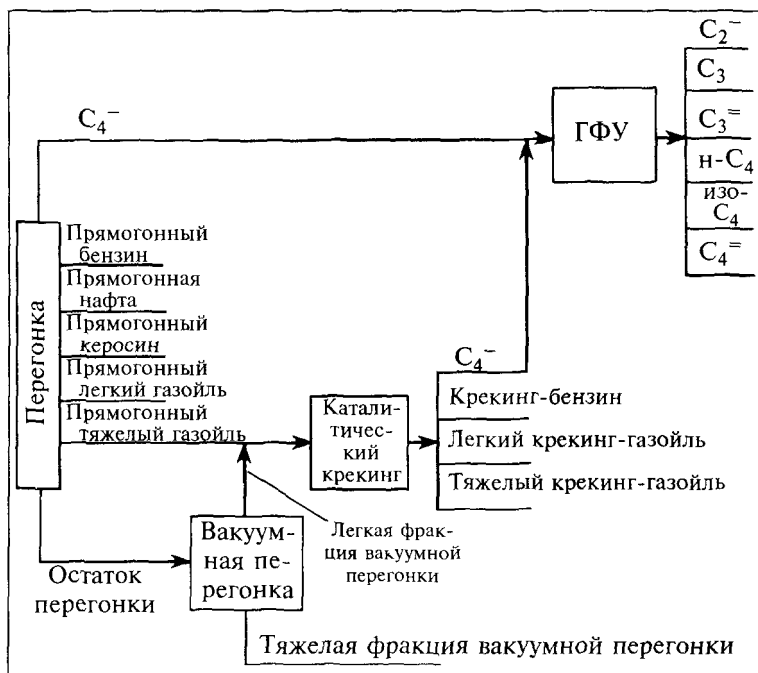 C₂⁻
C₃
C₃⁼
н-C₄
изо-
C₄
C₄⁼
C₄⁻
ГФУ
Перегонка
Прямогонный
бензин
Прямогонная
нафта
Прямогонный
керосин
Прямогонный
легкий газойль
Прямогонный
тяжелый газойль
Катали-
тический
крекинг
C₄⁻
Крекинг-бензин
Легкий крекинг-газойль
Тяжелый крекинг-газойль
Вакуум-
ная пе-
регонка
Легкая фрак-
ция вакуумной
перегонки
Остаток
перегонки
Тяжелая фракция вакуумной перегонки